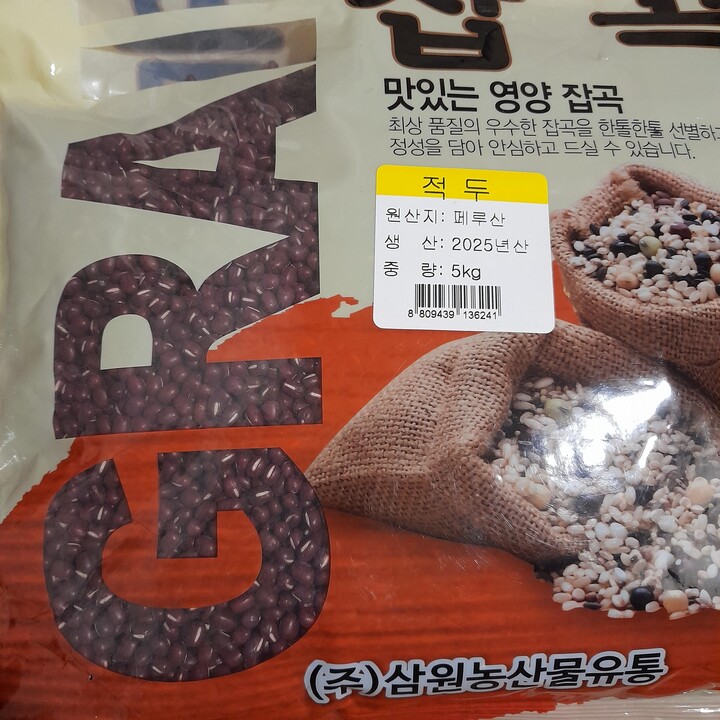 맛있는 영양 잡곡
최상 품질의 우수한 잡곡을 한톨한톨 선별하고
정성을 담아 안심하고 드실 수 있습니다.
적두
원산지: 페루산
생 산: 2025년산
중 량: 5kg
8 809439 136241
GRAIN
(주)삼원농산물유통